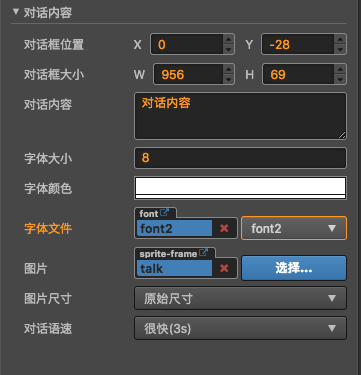 对话内容
对话框位置 X 0 Y -28
对话框大小 W 956 H 69
对话内容 对话内容
字体大小 8
字体颜色
font
字体文件 font2 font2
sprite-frame
图片 talk 选择...
图片尺寸 原始尺寸
对话语速 很快(3s)